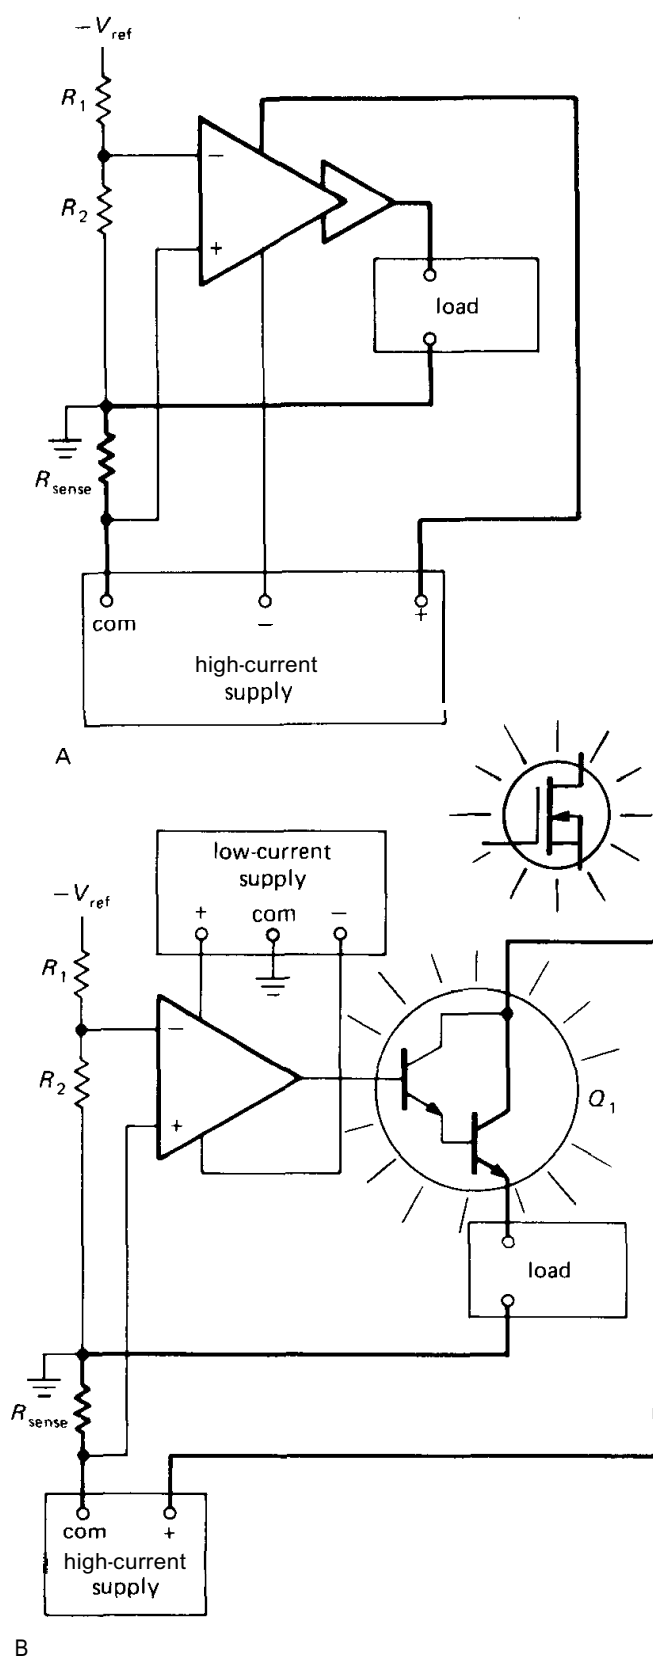 −V_ref
R_1
−
R_2
+
load
R_sense
com
−
+
high-current
supply
A
low-current
supply
−V_ref
+
com
−
R_1
−
R_2
Q_1
+
load
R_sense
com
+
high-current
supply
B